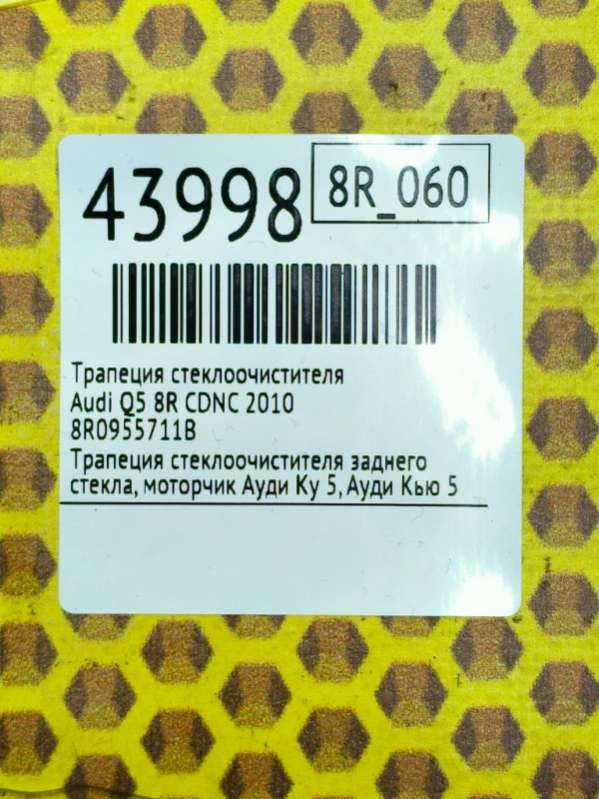 43998
8R_060
Трапеция стеклоочистителя
Audi Q5 8R CDNC 2010
8R0955711B
Трапеция стеклоочистителя заднего
стекла, моторчик Ауди Ку 5, Ауди Кью 5